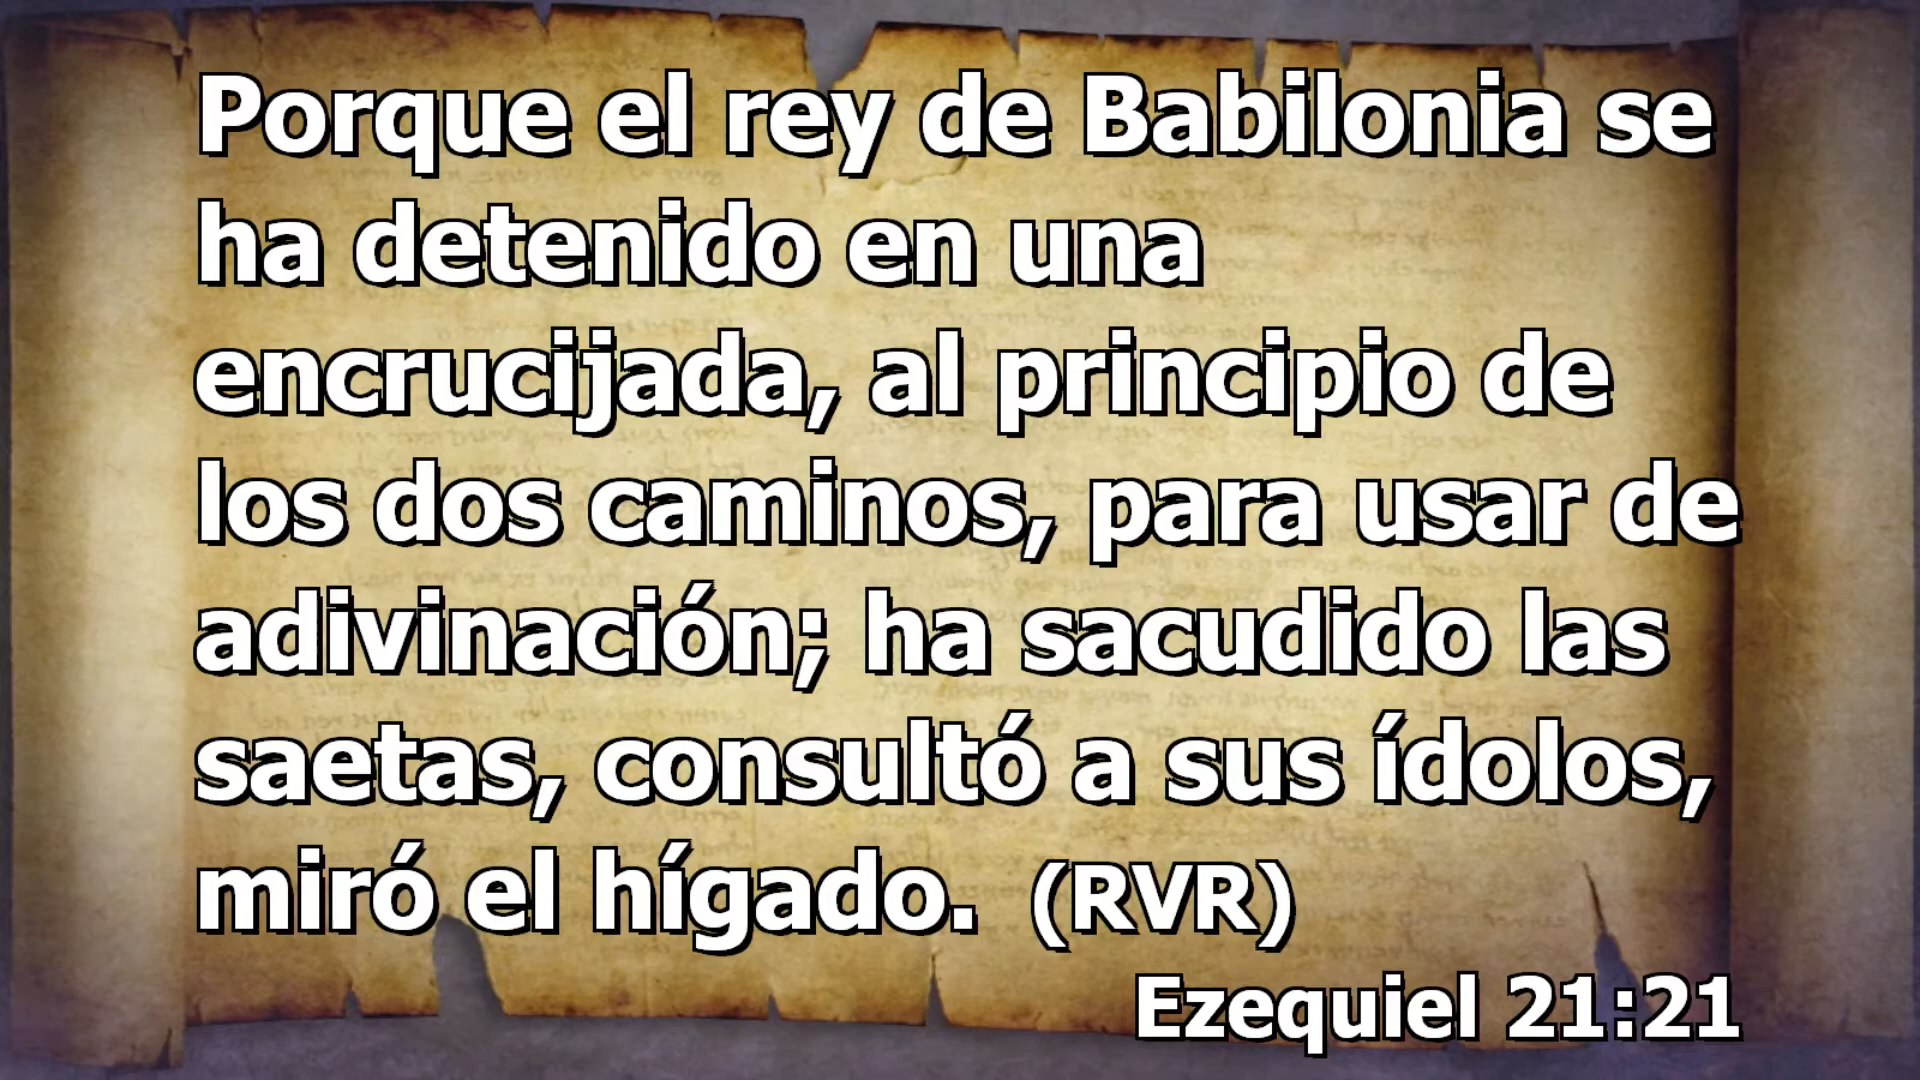 Porque el rey de Babilonia se
ha detenido en una
encrucijada, al principio de
los dos caminos, para usar de
adivinación; ha sacudido las
saetas, consultó a sus ídolos,
miró el hígado. (RVR)
Ezequiel 21:21